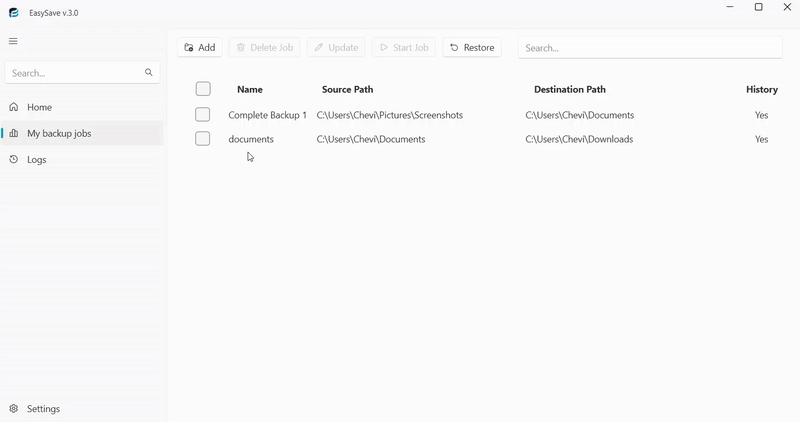 EasySave v.3.0
Add
Delete Job
Update
Start Job
Restore
Search...
Search...
Home
My backup jobs
Logs
Settings
Name Source Path Destination Path History
Complete Backup 1 C:\Users\Chevi\Pictures\Screenshots C:\Users\Chevi\Documents Yes
documents C:\Users\Chevi\Documents C:\Users\Chevi\Downloads Yes